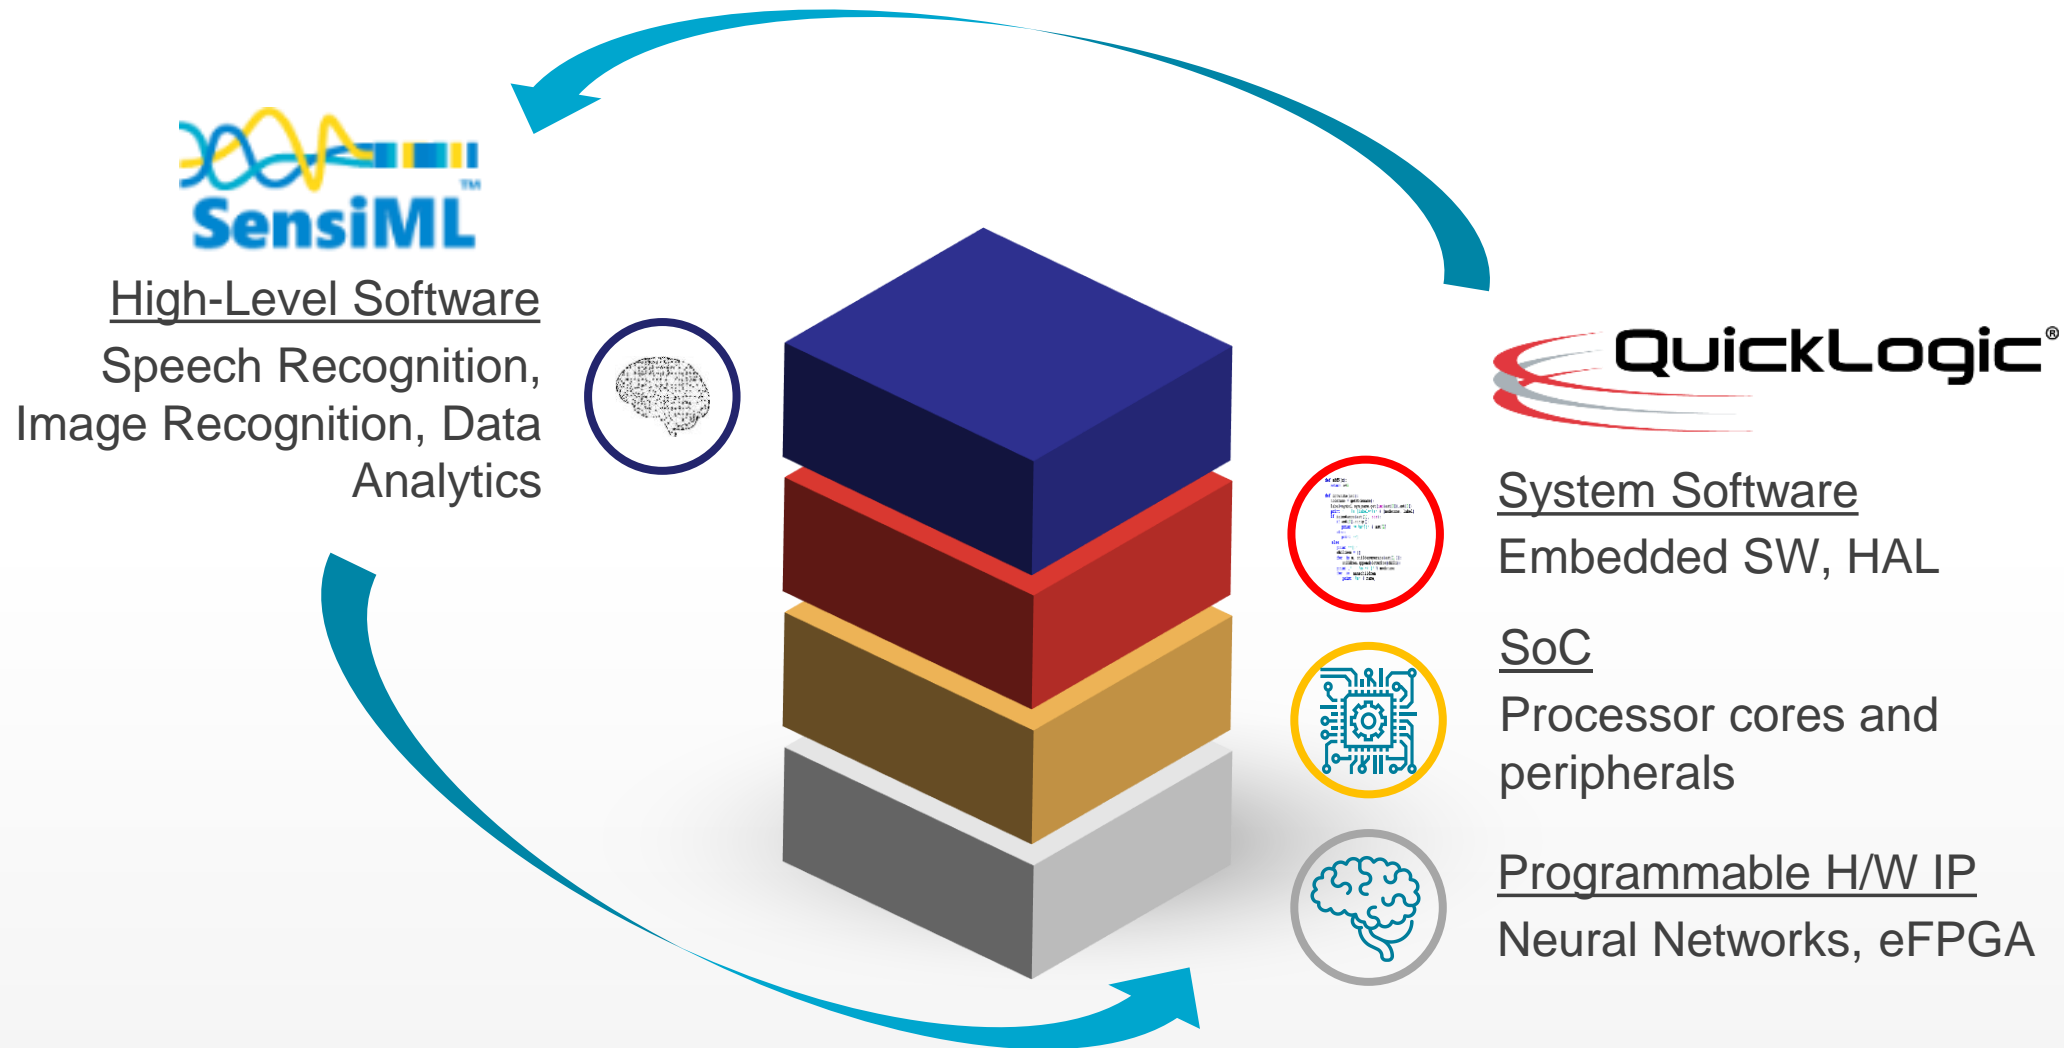 SensiML™
High-Level Software
Speech Recognition,
Image Recognition, Data
Analytics
QuickLogic®
System Software
Embedded SW, HAL
SoC
Processor cores and
peripherals
Programmable H/W IP
Neural Networks, eFPGA